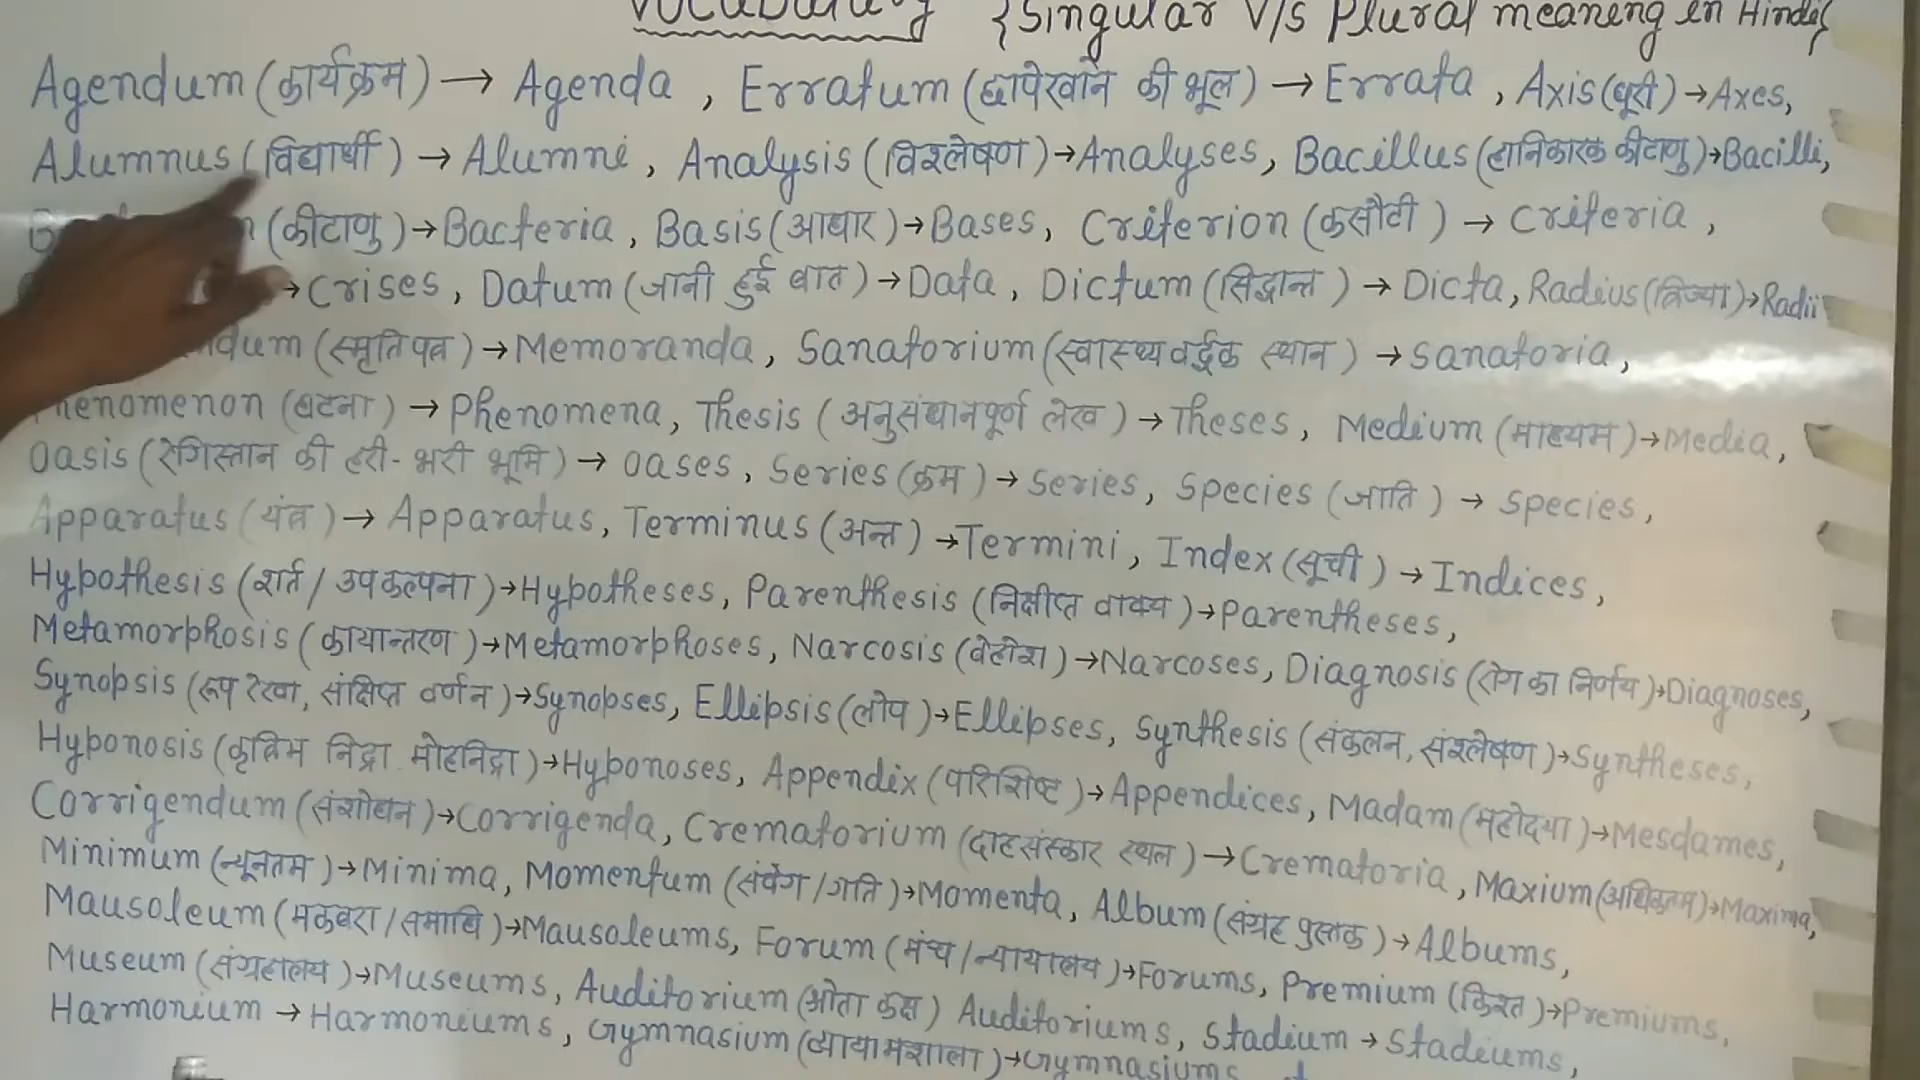 Vocabulary {Singular V/s Plural meaning in Hindi}
Agendum (कार्यक्रम) → Agenda, Erratum (छापेखाने की भूल) → Errata, Axis (धूरी) → Axes,
Alumnus (विद्यार्थी) → Alumni, Analysis (विश्लेषण) → Analyses, Bacillus (हानिकारक कीटाणु) → Bacilli,
(कीटाणु) → Bacteria, Basis (आधार) → Bases, Criterion (कसौटी) → Criteria,
→ Crises, Datum (जानी हुई बात) → Data, Dictum (सिद्धान्त) → Dicta, Radius (त्रिज्या) → Radii
(स्मृति पत्र) → Memoranda, Sanatorium (स्वास्थ्य वर्द्धक स्थान) → Sanatoria,
Phenomenon (घटना) → Phenomena, Thesis (अनुसंधानपूर्ण लेख) → Theses, Medium (माध्यम) → Media,
Oasis (रेगिस्तान की हरी-भरी भूमि) → Oases, Series (क्रम) → Series, Species (जाति) → Species,
Apparatus (यंत्र) → Apparatus, Terminus (अन्त) → Termini, Index (सूची) → Indices,
Hypothesis (शर्त / उपकल्पना) → Hypotheses, Parenthesis (निक्षीप्त वाक्य) → Parentheses,
Metamorphosis (कायान्तरण) → Metamorphoses, Narcosis (बेहोश) → Narcoses, Diagnosis (रोग का निर्णय) → Diagnoses,
Synopsis (रूप रेखा, संक्षिप्त वर्णन) → Synopses, Ellipsis (लोप) → Ellipses, Synthesis (संकलन, संश्लेषण) → Syntheses,
Hyponosis (कृत्रिम निद्रा मोहनिद्रा) → Hyponoses, Appendix (परिशिष्ट) → Appendices, Madam (महोदया) → Mesdames,
Corrigendum (संशोधन) → Corrigenda, Crematorium (दाहसंस्कार स्थल) → Crematoria, Maxium (अधिकतम) → Maxima,
Minimum (न्यूनतम) → Minima, Momentum (संवेग / गति) → Momenta, Album (संग्रह पुस्तक) → Albums,
Mausoleum (मकबरा / समाधि) → Mausoleums, Forum (मंच / न्यायालय) → Forums, Premium (किश्त) → Premiums,
Museum (संग्रहालय) → Museums, Auditorium (श्रोता कक्ष) Auditoriums, Stadium → Stadiums,
Harmonium → Harmoniums, Gymnasium (व्यायामशाला) → Gymnasiums